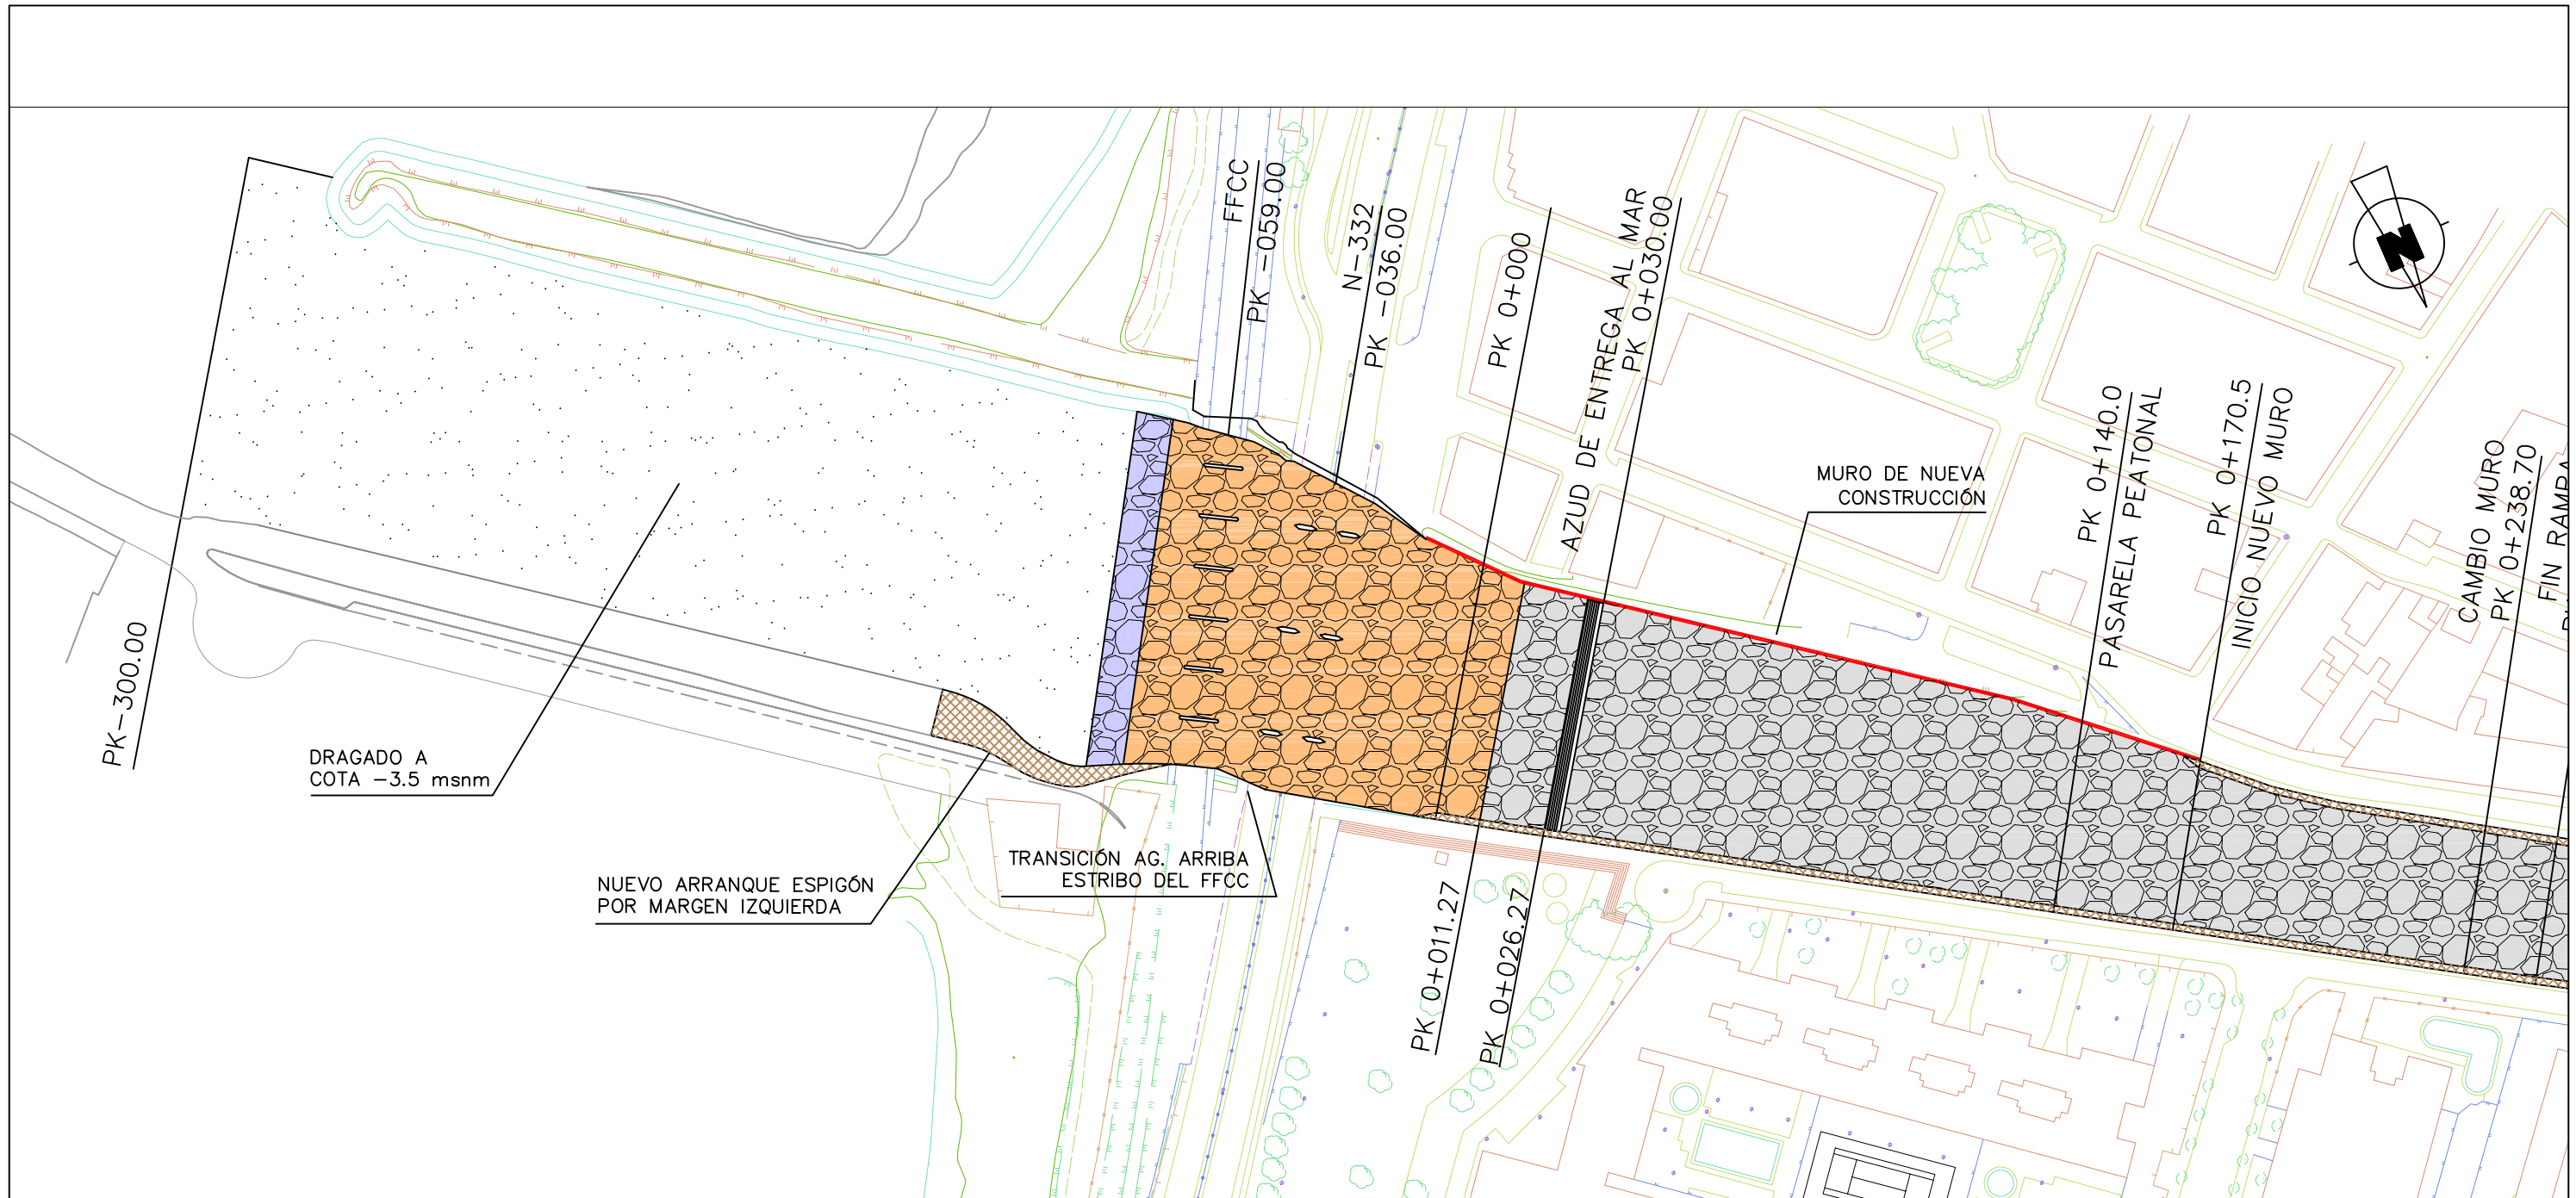 FFCC
PK -059.00
N-332
PK -036.00
PK 0+000
AZUD DE ENTREGA AL MAR
PK 0+030.00
N
MURO DE NUEVA
CONSTRUCCIÓN
PK 0+140.0
PASARELA PEATONAL
PK 0+170.5
INICIO NUEVO MURO
CAMBIO MURO
PK 0+238.70
FIN RAMPA
PK-300.00
DRAGADO A
COTA -3.5 msnm
NUEVO ARRANQUE ESPIGÓN
POR MARGEN IZQUIERDA
TRANSICIÓN AG. ARRIBA
ESTRIBO DEL FFCC
PK 0+011.27
PK 0+026.27